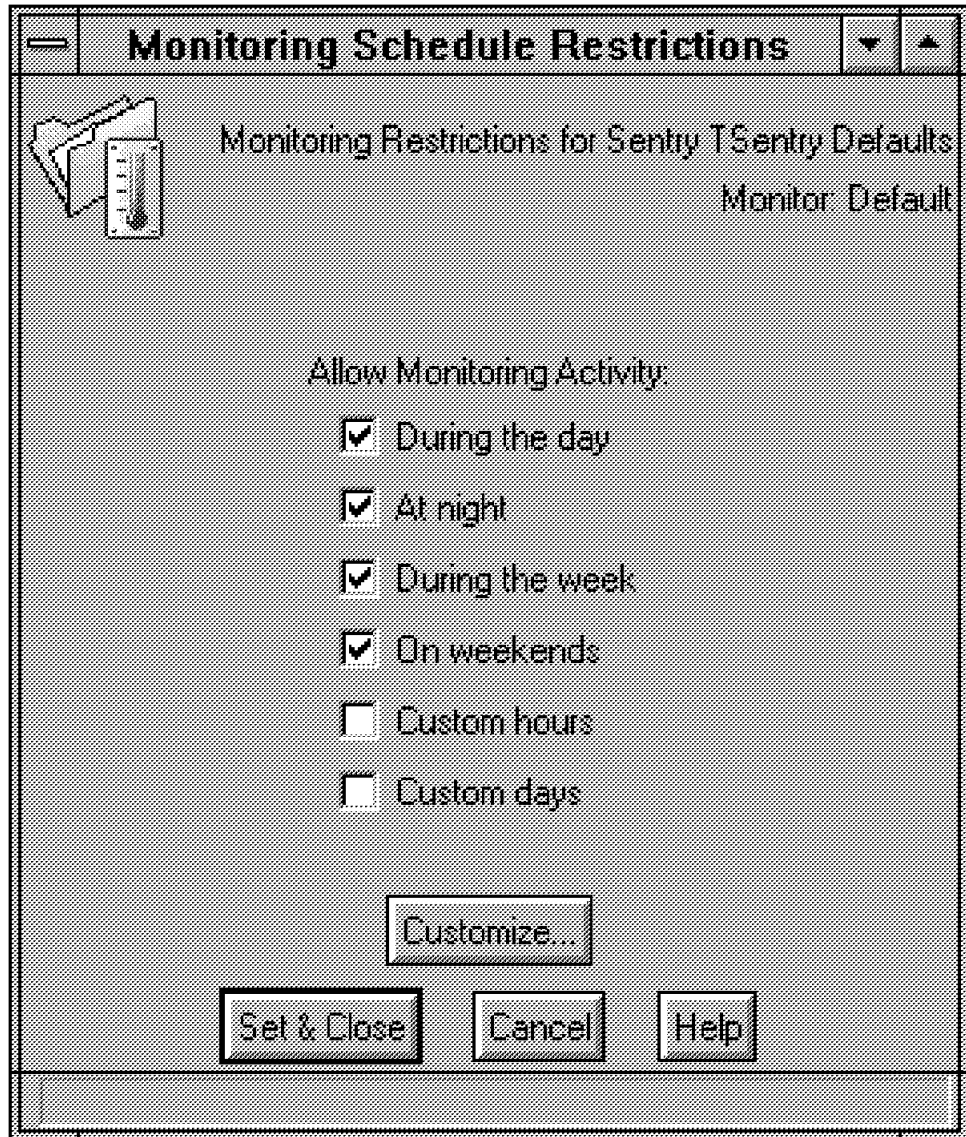 Monitoring Schedule Restrictions
Monitoring Restrictions for Sentry TSentry Defaults
Monitor: Default
Allow Monitoring Activity:
During the day
At night
During the week
On weekends
Custom hours
Custom days
Customize...
Set & Close
Cancel
Help